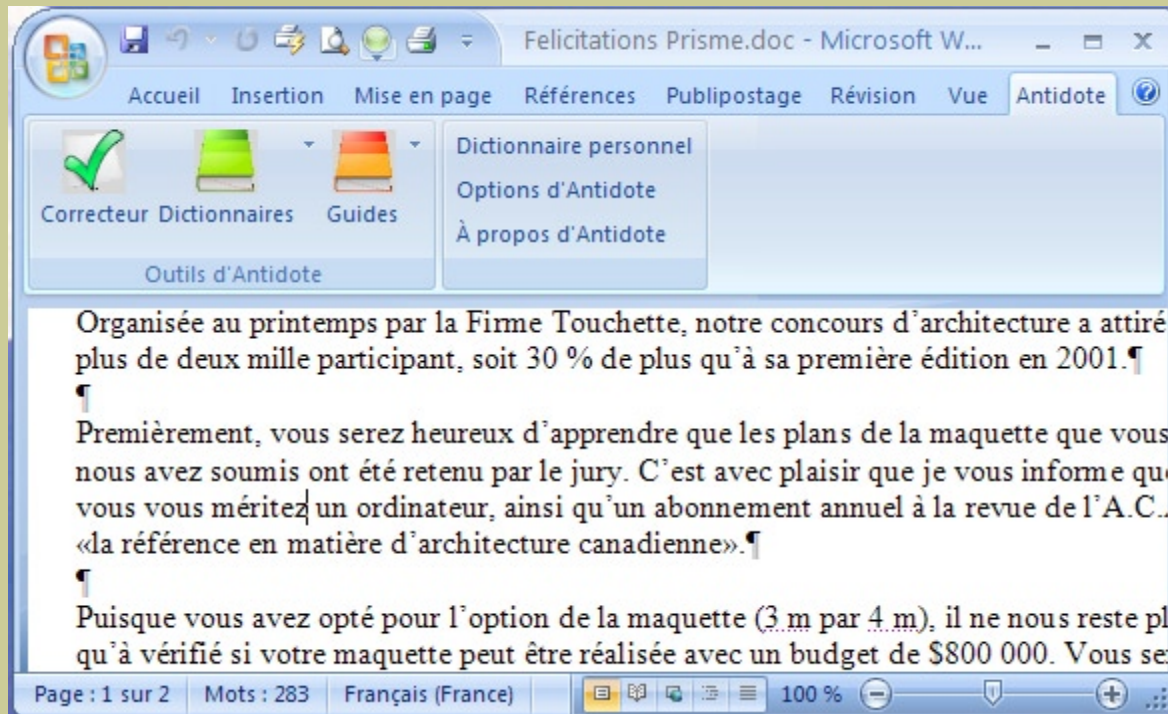 Felicitations Prisme.doc - Microsoft W...
Accueil Insertion Mise en page Références Publipostage Révision Vue Antidote
Correcteur Dictionnaires Guides
Dictionnaire personnel
Options d'Antidote
À propos d'Antidote
Outils d'Antidote
Organisée au printemps par la Firme Touchette, notre concours d’architecture a attiré
plus de deux mille participant, soit 30 % de plus qu’à sa première édition en 2001.¶
¶
Premièrement, vous serez heureux d’apprendre que les plans de la maquette que vous
nous avez soumis ont été retenu par le jury. C’est avec plaisir que je vous informe que
vous vous méritez un ordinateur, ainsi qu’un abonnement annuel à la revue de l’A.C.
«la référence en matière d’architecture canadienne».¶
¶
Puisque vous avez opté pour l’option de la maquette (3 m par 4 m), il ne nous reste pl
qu’à vérifié si votre maquette peut être réalisée avec un budget de $800 000. Vous se
Page : 1 sur 2 Mots : 283 Français (France) 100 %